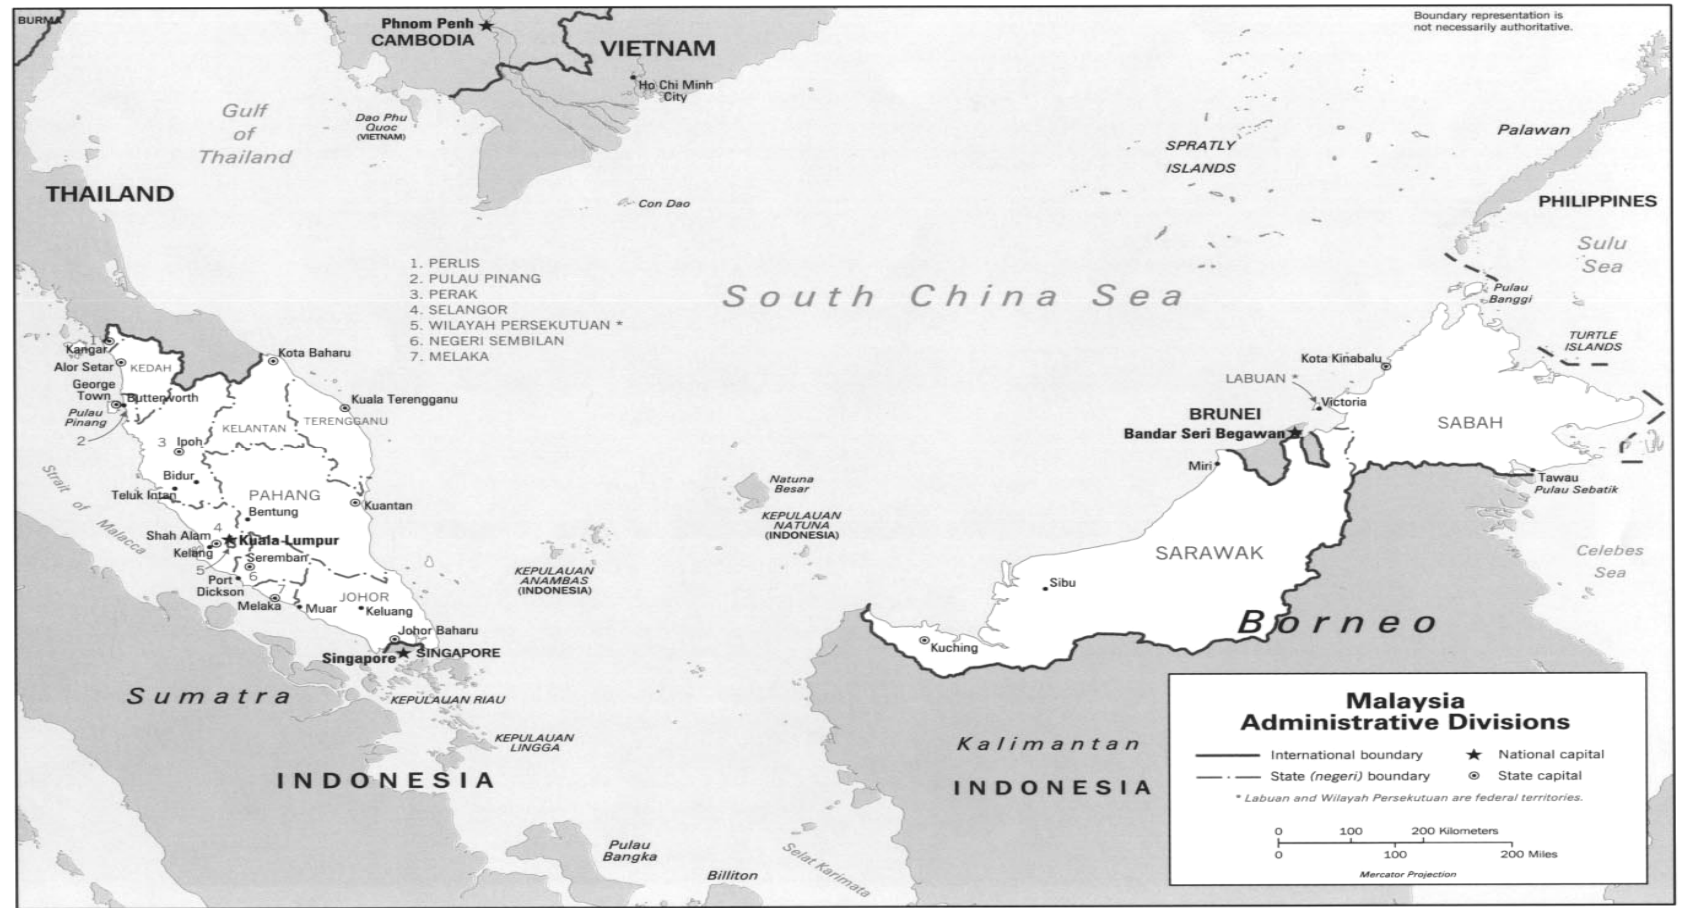 BURMA
Phnom Penh
CAMBODIA
VIETNAM
Ho Chi Minh
City
Boundary representation is
not necessarily authoritative.
Gulf
of
Thailand
Dao Phu
Quoc
(VIETNAM)
SPRATLY
ISLANDS
Palawan
THAILAND
Con Dao
PHILIPPINES
Sulu
Sea
1. PERLIS
2. PULAU PINANG
3. PERAK
4. SELANGOR
5. WILAYAH PERSEKUTUAN *
6. NEGERI SEMBILAN
7. MELAKA
South China Sea
Pulau
Banggi
TURTLE
ISLANDS
1
Kangar
Alor Setar
KEDAH
George
Town
Butterworth
Pulau
Pinang
2
Kota Baharu
Kuala Terengganu
KELANTAN
TERENGGANU
3
Ipoh
Bidur
Teluk Intan
PAHANG
Bentung
Kuantan
Strait of Malacca
Shah Alam
4
Kuala Lumpur
Kelang
5
Seremban
6
Port
Dickson
7
Melaka
Muar
JOHOR
Keluang
Johor Baharu
Singapore
SINGAPORE
Kota Kinabalu
LABUAN *
Victoria
BRUNEI
Bandar Seri Begawan
SABAH
Miri
Tawau
Pulau Sebatik
Natuna
Besar
KEPULAUAN
NATUNA
(INDONESIA)
KEPULAUAN
ANAMBAS
(INDONESIA)
SARAWAK
Celebes
Sea
Sibu
Kuching
Borneo
Sumatra
KEPULAUAN RIAU
KEPULAUAN
LINGGA
INDONESIA
Kalimantan
INDONESIA
Pulau
Bangka
Billiton
Selat Karimata
Malaysia
Administrative Divisions
International boundary
National capital
State (negeri) boundary
State capital
* Labuan and Wilayah Persekutuan are federal territories.
0 100 200 Kilometers
0 100 200 Miles
Mercator Projection